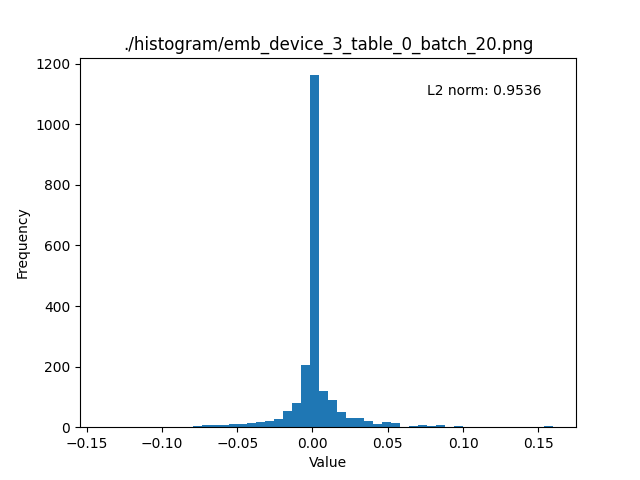 ./histogram/emb_device_3_table_0_batch_20.png
L2 norm: 0.9536
1200
1000
800
600
400
200
0
Frequency
−0.15 −0.10 −0.05 0.00 0.05 0.10 0.15
Value